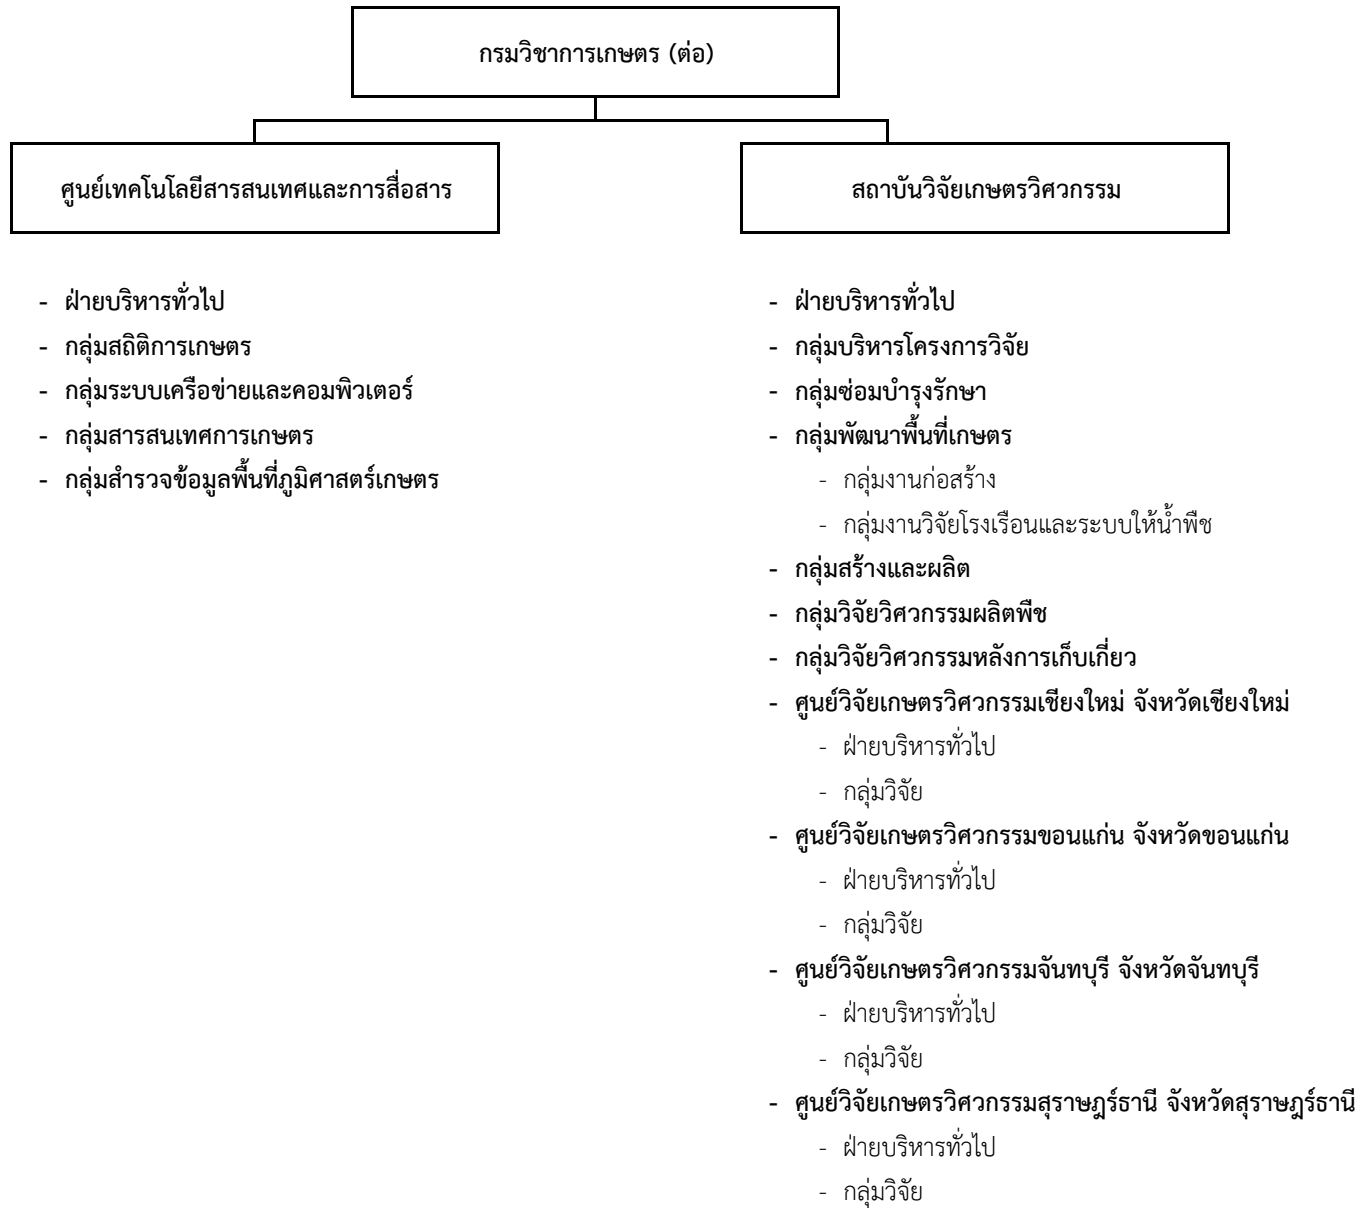 กรมวิชาการเกษตร (ต่อ)
ศูนย์เทคโนโลยีสารสนเทศและการสื่อสาร
- ฝ่ายบริหารทั่วไป
- กลุ่มสถิติการเกษตร
- กลุ่มระบบเครือข่ายและคอมพิวเตอร์
- กลุ่มสารสนเทศการเกษตร
- กลุ่มสำรวจข้อมูลพื้นที่ภูมิศาสตร์เกษตร
สถาบันวิจัยเกษตรวิศวกรรม
- ฝ่ายบริหารทั่วไป
- กลุ่มบริหารโครงการวิจัย
- กลุ่มซ่อมบำรุงรักษา
- กลุ่มพัฒนาพื้นที่เกษตร
- กลุ่มงานก่อสร้าง
- กลุ่มงานวิจัยโรงเรือนและระบบให้น้ำพืช
- กลุ่มสร้างและผลิต
- กลุ่มวิจัยวิศวกรรมผลิตพืช
- กลุ่มวิจัยวิศวกรรมหลังการเก็บเกี่ยว
- ศูนย์วิจัยเกษตรวิศวกรรมเชียงใหม่ จังหวัดเชียงใหม่
- ฝ่ายบริหารทั่วไป
- กลุ่มวิจัย
- ศูนย์วิจัยเกษตรวิศวกรรมขอนแก่น จังหวัดขอนแก่น
- ฝ่ายบริหารทั่วไป
- กลุ่มวิจัย
- ศูนย์วิจัยเกษตรวิศวกรรมจันทบุรี จังหวัดจันทบุรี
- ฝ่ายบริหารทั่วไป
- กลุ่มวิจัย
- ศูนย์วิจัยเกษตรวิศวกรรมสุราษฎร์ธานี จังหวัดสุราษฎร์ธานี
- ฝ่ายบริหารทั่วไป
- กลุ่มวิจัย